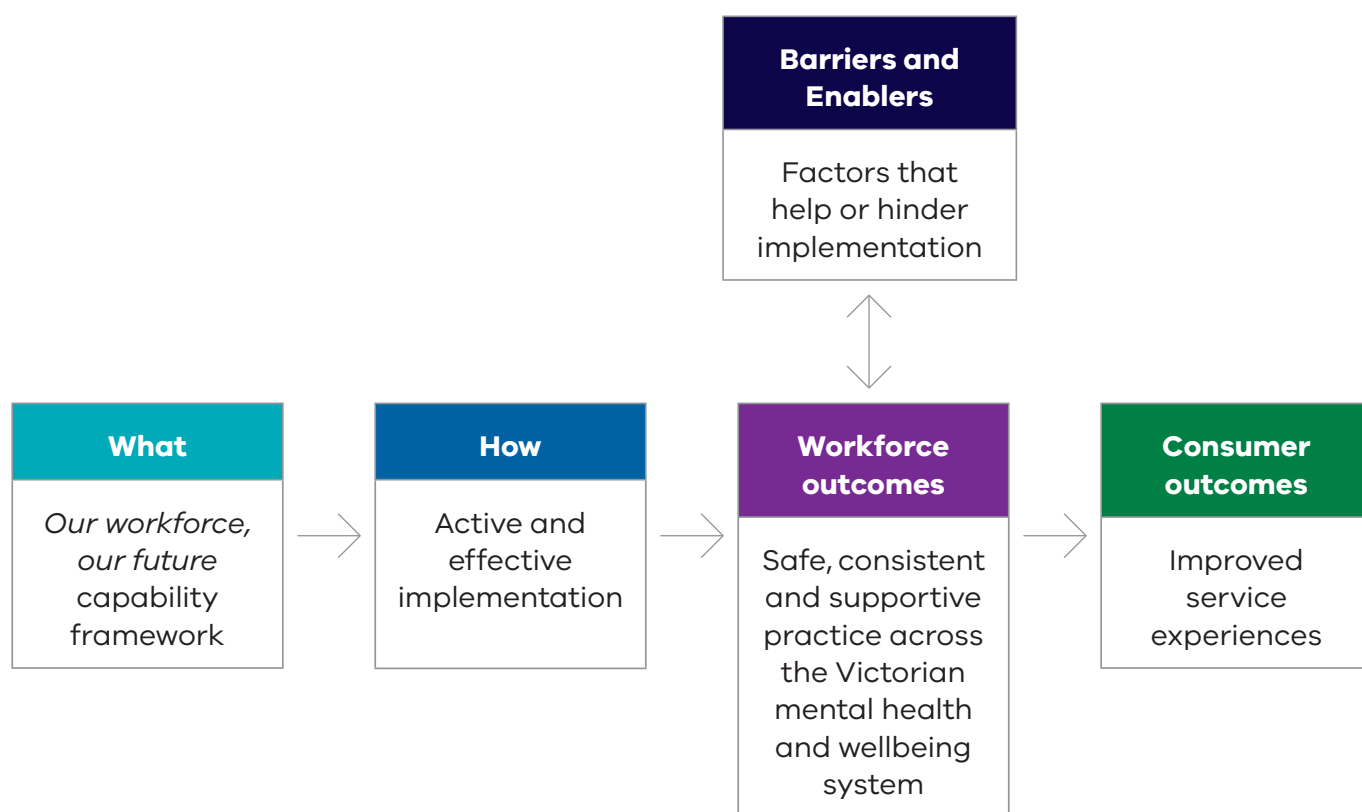 Barriers and
Enablers
Factors that
help or hinder
implementation
What
Our workforce,
our future
capability
framework
How
Active and
effective
implementation
Workforce
outcomes
Safe, consistent
and supportive
practice across
the Victorian
mental health
and wellbeing
system
Consumer
outcomes
Improved
service
experiences